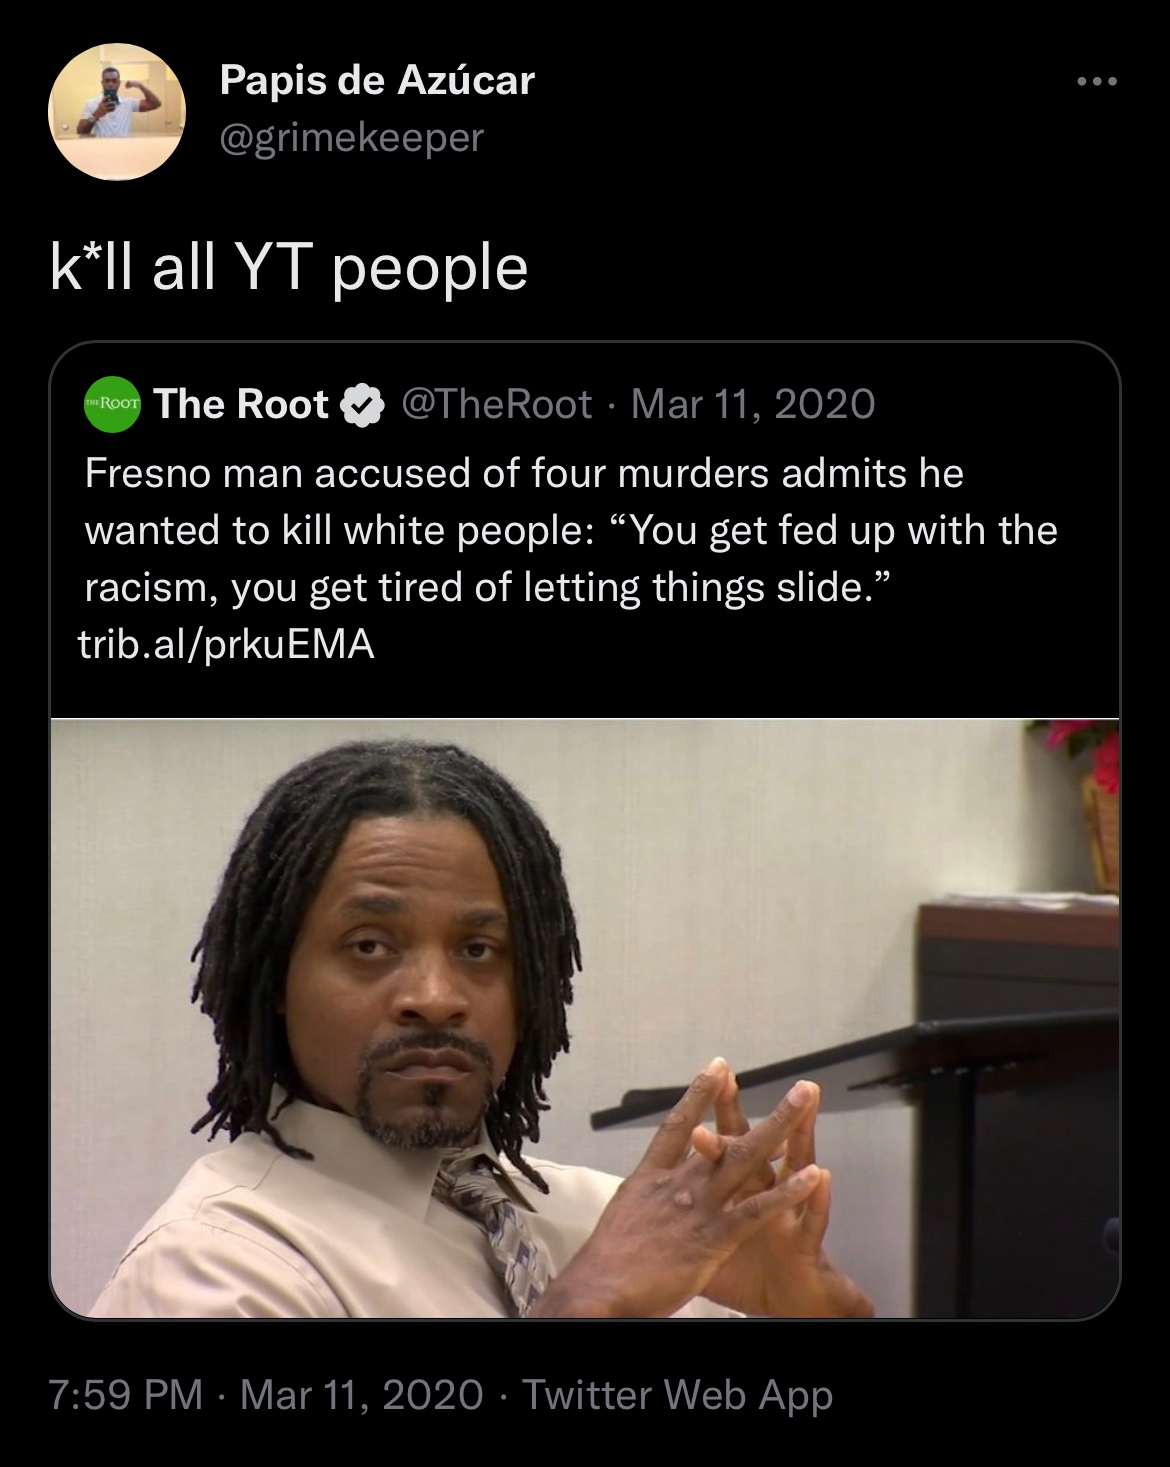 Papis de Azúcar
@grimekeeper
k*ll all YT people
THE ROOT
The Root @TheRoot · Mar 11, 2020
Fresno man accused of four murders admits he
wanted to kill white people: “You get fed up with the
racism, you get tired of letting things slide.”
trib.al/prkuEMA
7:59 PM · Mar 11, 2020 · Twitter Web App